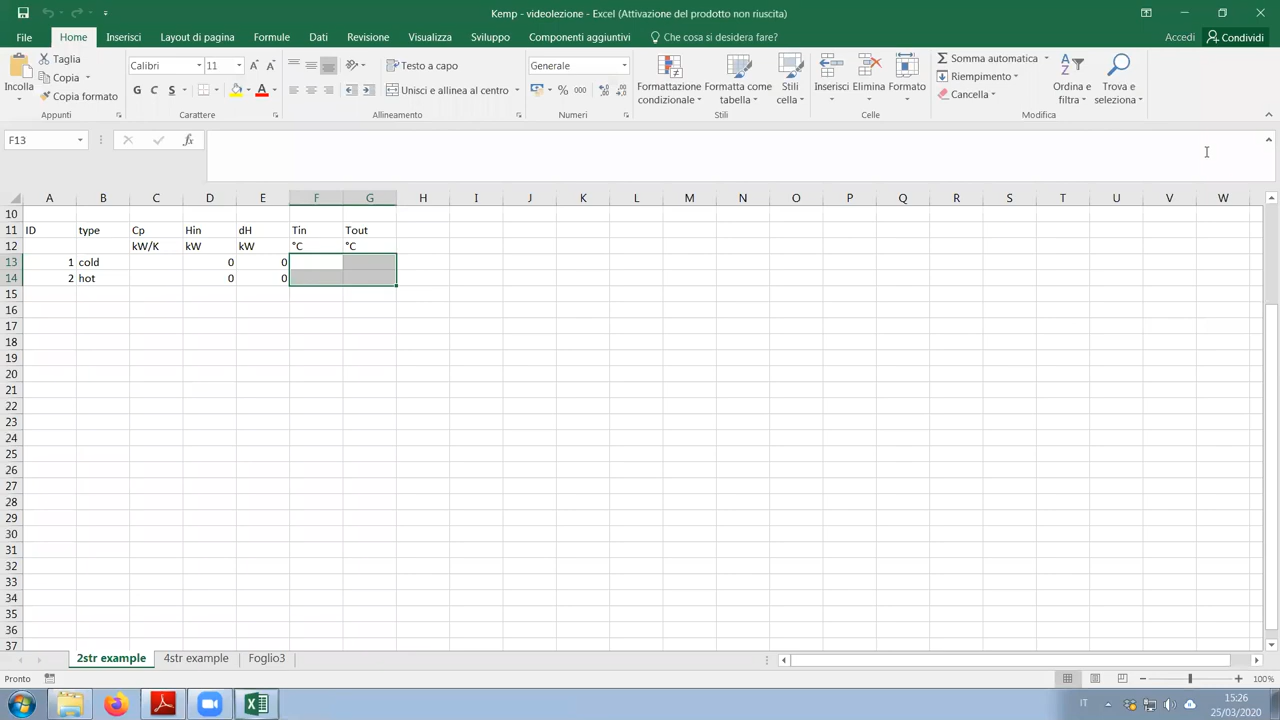 Kemp - videolezione - Excel (Attivazione del prodotto non riuscita)
File Home Inserisci Layout di pagina Formule Dati Revisione Visualizza Sviluppo Componenti aggiuntivi Che cosa si desidera fare? Accedi Condividi
Incolla
Taglia
Copia
Copia formato
Appunti
Calibri 11
G C S
Carattere
Testo a capo
Unisci e allinea al centro
Allineamento
Generale
% 000
Numeri
Formattazione condizionale
Formatta come tabella
Stili cella
Stili
Inserisci Elimina Formato
Celle
Somma automatica
Riempimento
Cancella
Ordina e filtra
Trova e seleziona
Modifica
F13 fx
A B C D E F G H I J K L M N O P Q R S T U V W
10
11 ID type Cp Hin dH Tin Tout
12 kW/K kW kW °C °C
13 1 cold 0 0
14 2 hot 0 0
15
16
17
18
19
20
21
22
23
24
25
26
27
28
29
30
31
32
33
34
35
36
37
2str example 4str example Foglio3
Pronto 100%
IT 15:26
25/03/2020